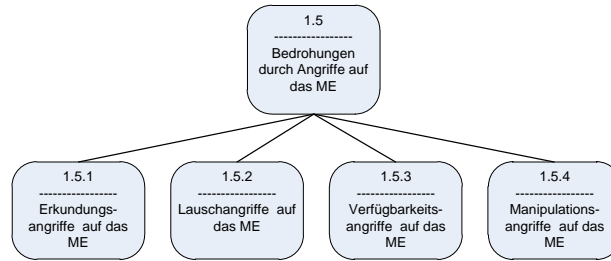 1.5
-----------------
Bedrohungen
durch Angriffe auf
das ME
1.5.1
-----------------
Erkundungs-
angriffe auf das
ME
1.5.2
-----------------
Lauschangriffe auf
das ME
1.5.3
-----------------
Verfügbarkeits-
angriffe auf das
ME
1.5.4
-----------------
Manipulations-
angriffe auf das
ME